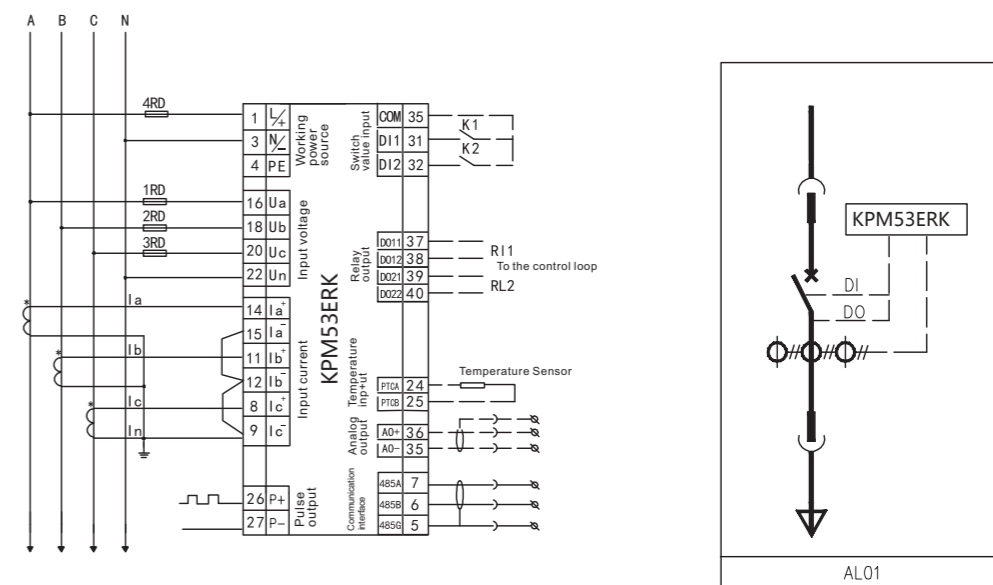 A B C N
4RD
1 L/+
3 N/-
4 PE
Working power source
1RD
2RD
3RD
16 Ua
18 Ub
20 Uc
22 Un
Input voltage
* Ia
* Ib
* Ic
In
14 Ia+
15 Ia-
11 Ib+
12 Ib-
8 Ic+
9 Ic-
Input current
26 P+
27 P-
Pulse output
KPM53ERK
Switch value input
COM 35
DI1 31
DI2 32
K1
K2
Relay output
DO11 37
DO12 38
DO21 39
DO22 40
RI1
To the control loop
RL2
Temperature inp+ut
PTCA 24
PTCB 25
Temperature Sensor
Analog output
AO+ 36
AO- 35
Communication interface
485A 7
485B 6
485G 5
KPM53ERK
DI
DO
AL01